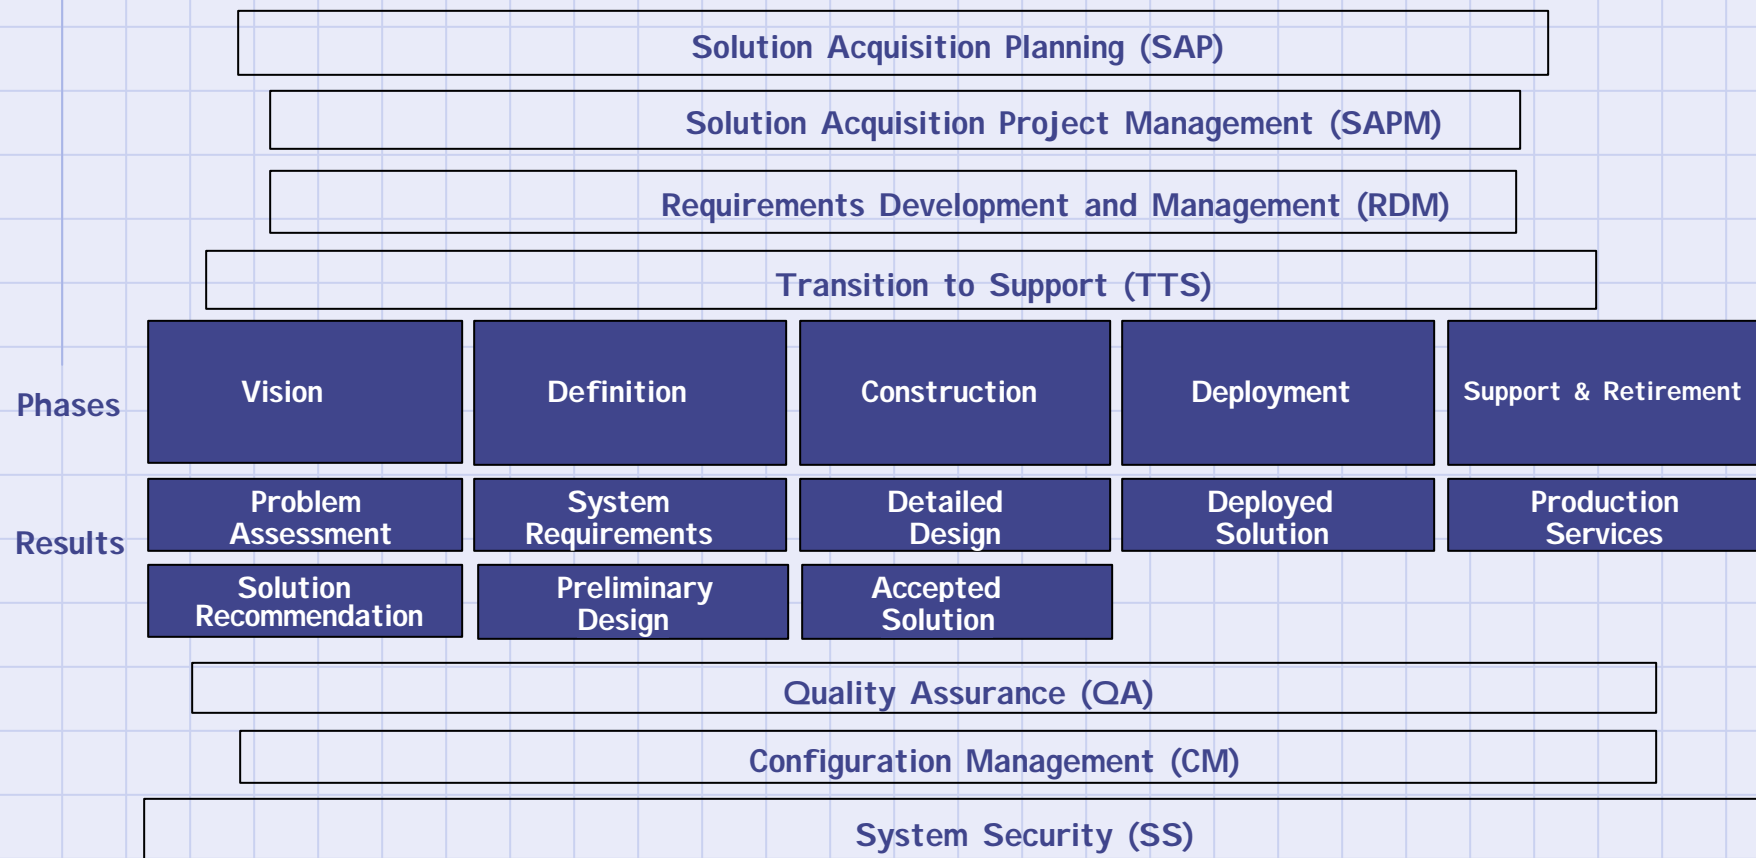 Solution Acquisition Planning (SAP)
Solution Acquisition Project Management (SAPM)
Requirements Development and Management (RDM)
Transition to Support (TTS)
Phases
Vision
Definition
Construction
Deployment
Support & Retirement
Results
Problem
Assessment
System
Requirements
Detailed
Design
Deployed
Solution
Production
Services
Solution
Recommendation
Preliminary
Design
Accepted
Solution
Quality Assurance (QA)
Configuration Management (CM)
System Security (SS)